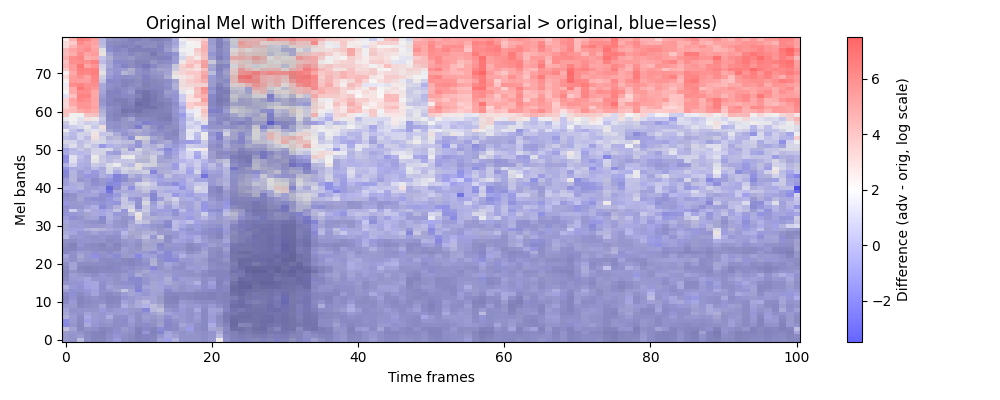 Original Mel with Differences (red=adversarial > original, blue=less)
Mel bands
70
60
50
40
30
20
10
0
0 20 40 60 80 100
Time frames
6
4
2
0
−2
Difference (adv - orig, log scale)